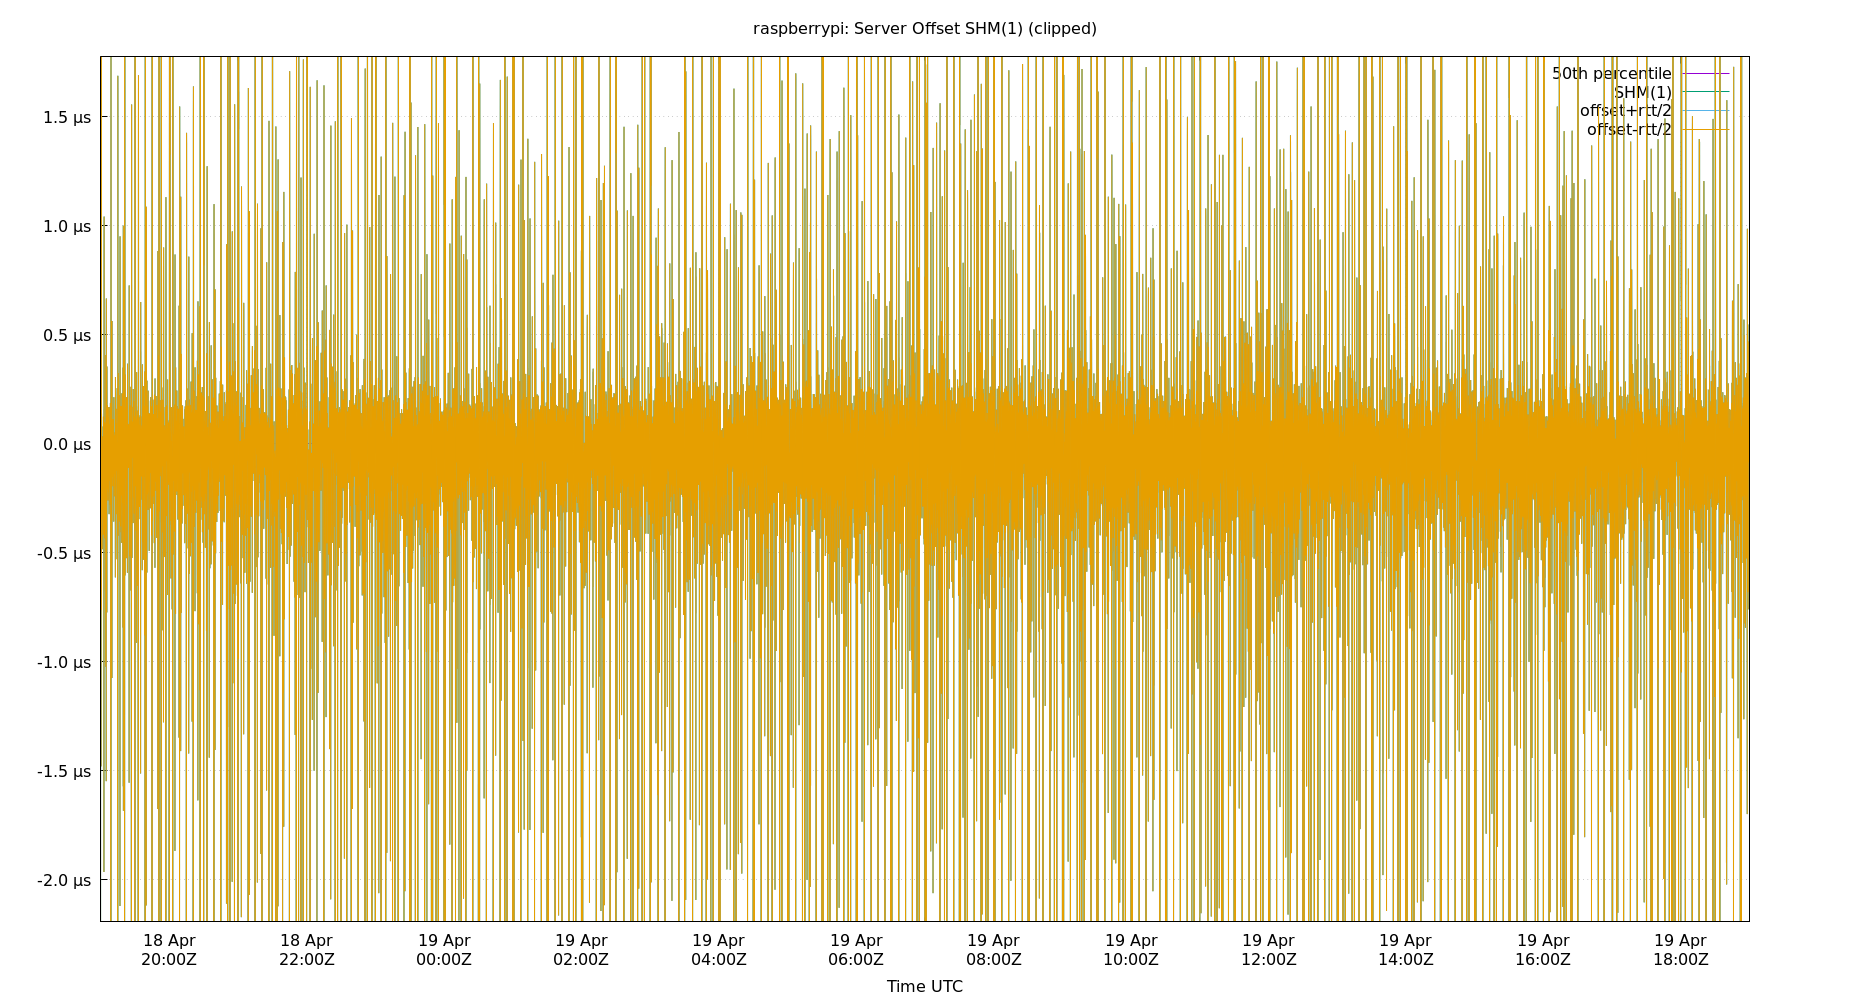 raspberrypi: Server Offset SHM(1) (clipped)
50th percentile
SHM(1)
offset+rtt/2
offset-rtt/2
1.5 µs
1.0 µs
0.5 µs
0.0 µs
-0.5 µs
-1.0 µs
-1.5 µs
-2.0 µs
18 Apr 18 Apr 19 Apr 19 Apr 19 Apr 19 Apr 19 Apr 19 Apr 19 Apr 19 Apr 19 Apr 19 Apr
20:00Z 22:00Z 00:00Z 02:00Z 04:00Z 06:00Z 08:00Z 10:00Z 12:00Z 14:00Z 16:00Z 18:00Z
Time UTC